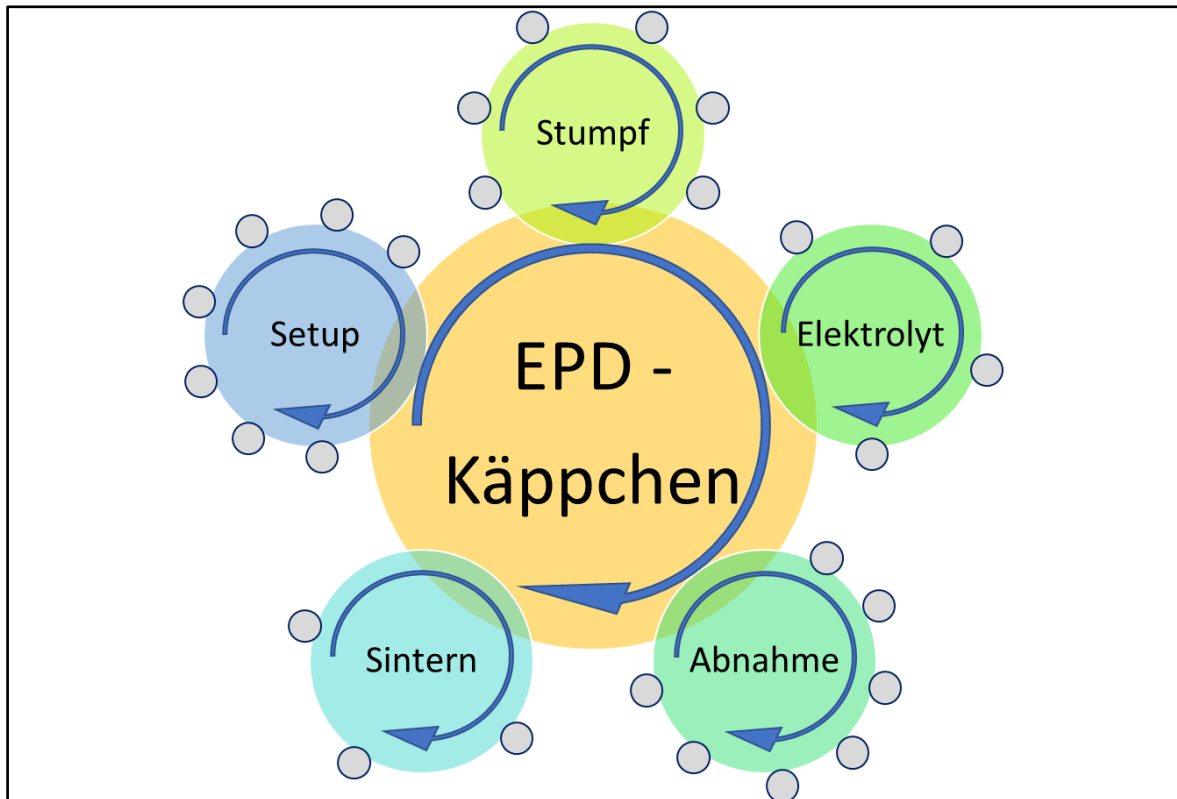 Stumpf
Setup
Elektrolyt
EPD -
Käppchen
Sintern
Abnahme